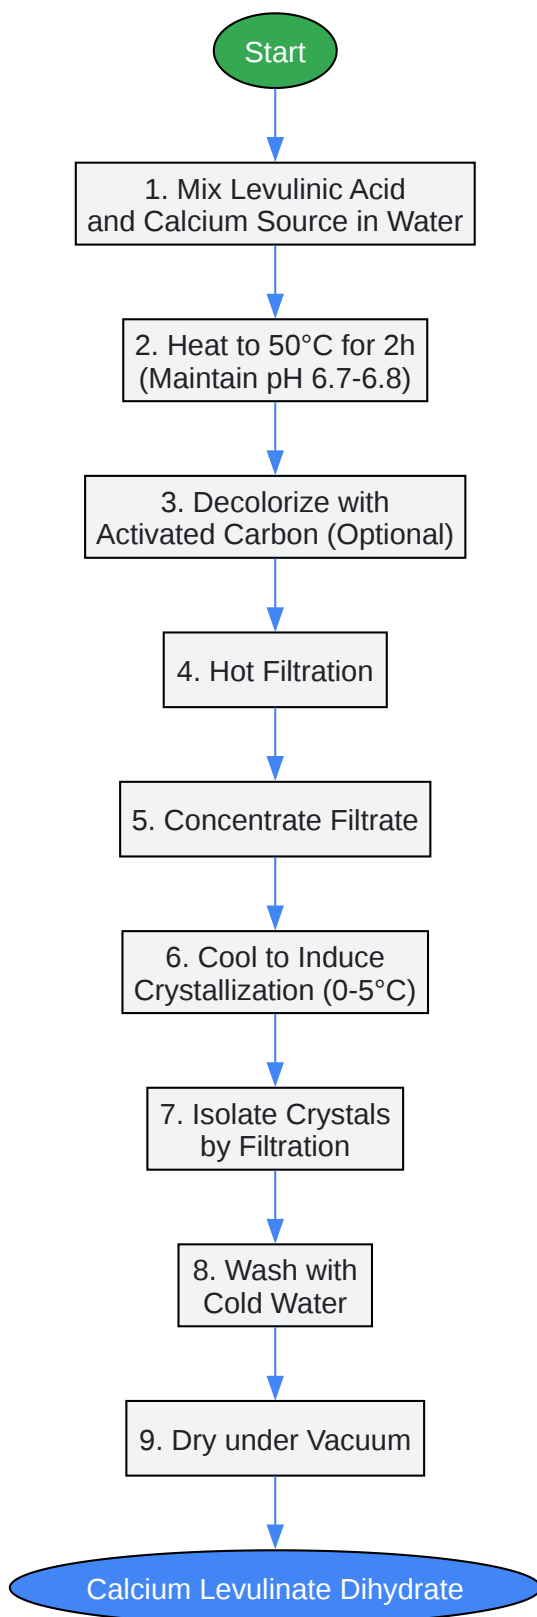 Start
1. Mix Levulinic Acid
and Calcium Source in Water
2. Heat to 50°C for 2h
(Maintain pH 6.7-6.8)
3. Decolorize with
Activated Carbon (Optional)
4. Hot Filtration
5. Concentrate Filtrate
6. Cool to Induce
Crystallization (0-5°C)
7. Isolate Crystals
by Filtration
8. Wash with
Cold Water
9. Dry under Vacuum
Calcium Levulinate Dihydrate